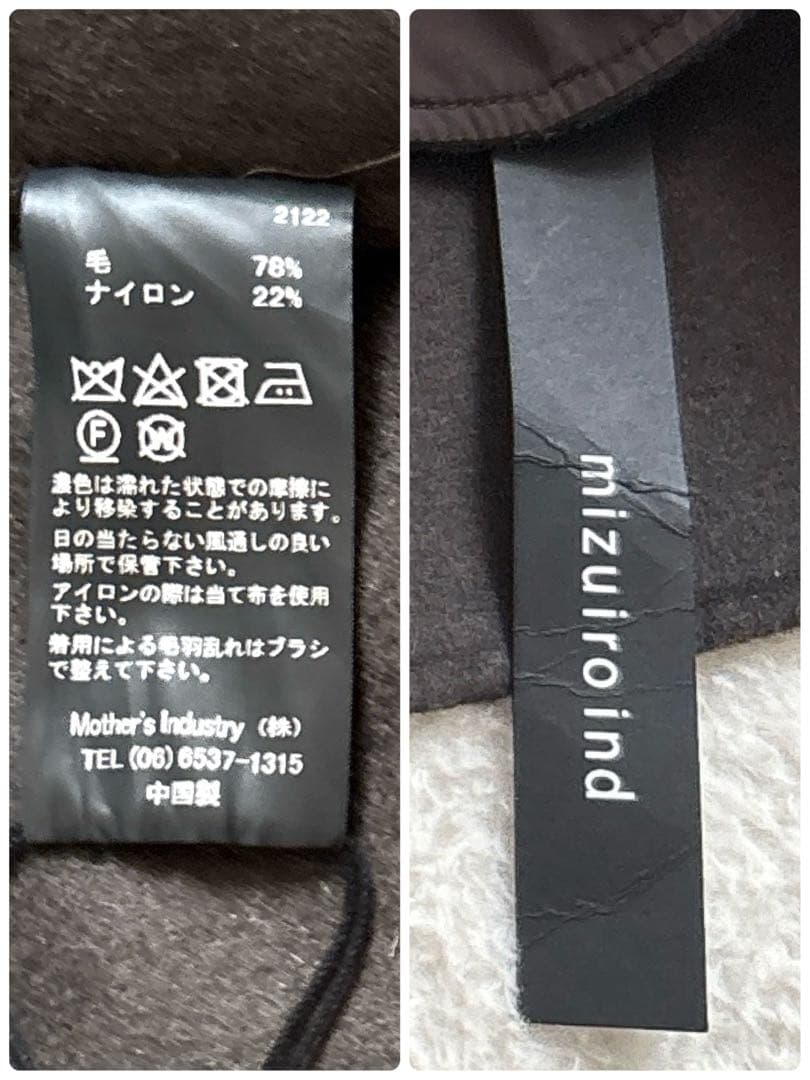 2122
毛 78%
ナイロン 22%
F W
濃色は濡れた状態での摩擦に
より移染することがあります。
日の当たらない風通しの良い
場所で保管下さい。
アイロンの際は当て布を使用
下さい。
着用による毛羽乱れはブラシ
で整えて下さい。
Mother's Industry (株)
TEL (06) 6537-1315
中国製
mizuiroind